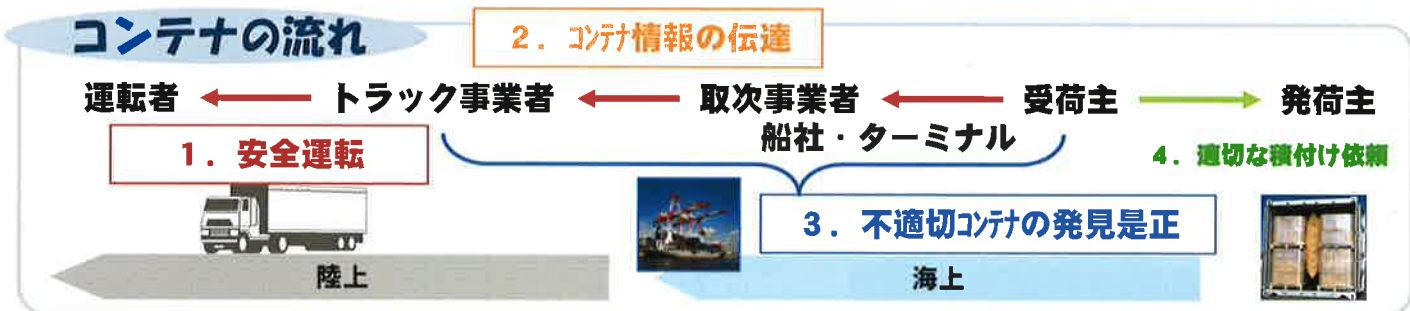 コンテナの流れ
2．コンテナ情報の伝達
運転者 ← トラック事業者 ← 取次事業者 ← 受荷主 → 発荷主
船社・ターミナル
1．安全運転
4．適切な積付け依頼
3．不適切コンテナの発見是正
陸上
海上